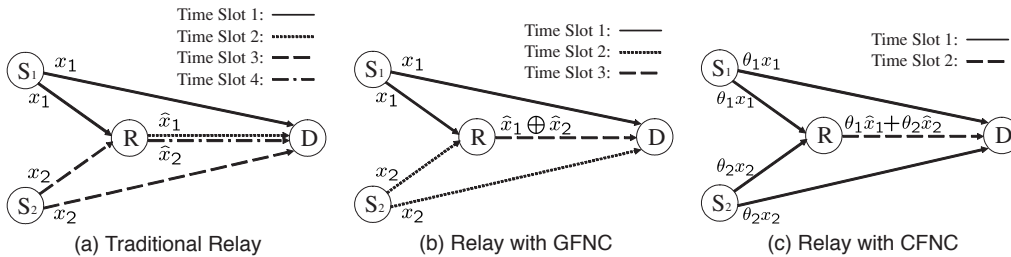 Time Slot 1:
Time Slot 2:
Time Slot 3:
Time Slot 4:
S1
x1
x1
R
x̂1
x̂2
D
x2
x2
S2
(a) Traditional Relay
Time Slot 1:
Time Slot 2:
Time Slot 3:
S1
x1
x1
R
x̂1 ⊕ x̂2
D
x2
x2
S2
(b) Relay with GFNC
Time Slot 1:
Time Slot 2:
S1
θ1x1
θ1x1
R
θ1x̂1+θ2x̂2
D
θ2x2
θ2x2
S2
(c) Relay with CFNC